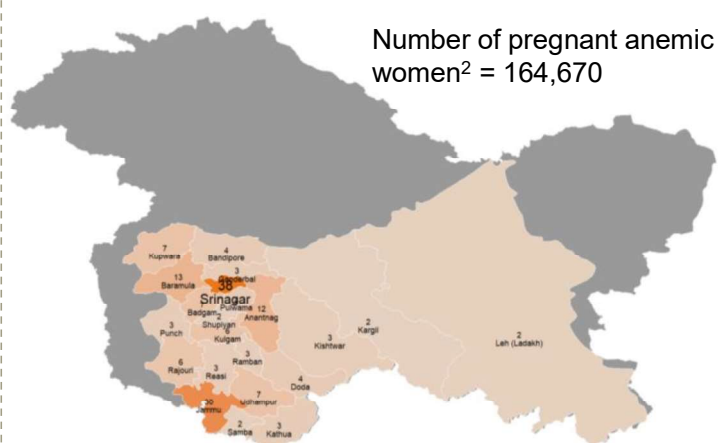 Number of pregnant anemic
women² = 164,670
7
Kupwara
4
Bandipore
3
Ganderbal
13
Baramula
38
Srinagar
Badgam
Pulwama
12
Anantnag
2
Shupiyan
Kulgam
3
Punch
3
Kishtwar
2
Kargil
2
Leh (Ladakh)
6
Rajouri
3
Reasi
3
Ramban
4
Doda
7
Udhampur
Jammu
2
Samba
3
Kathua